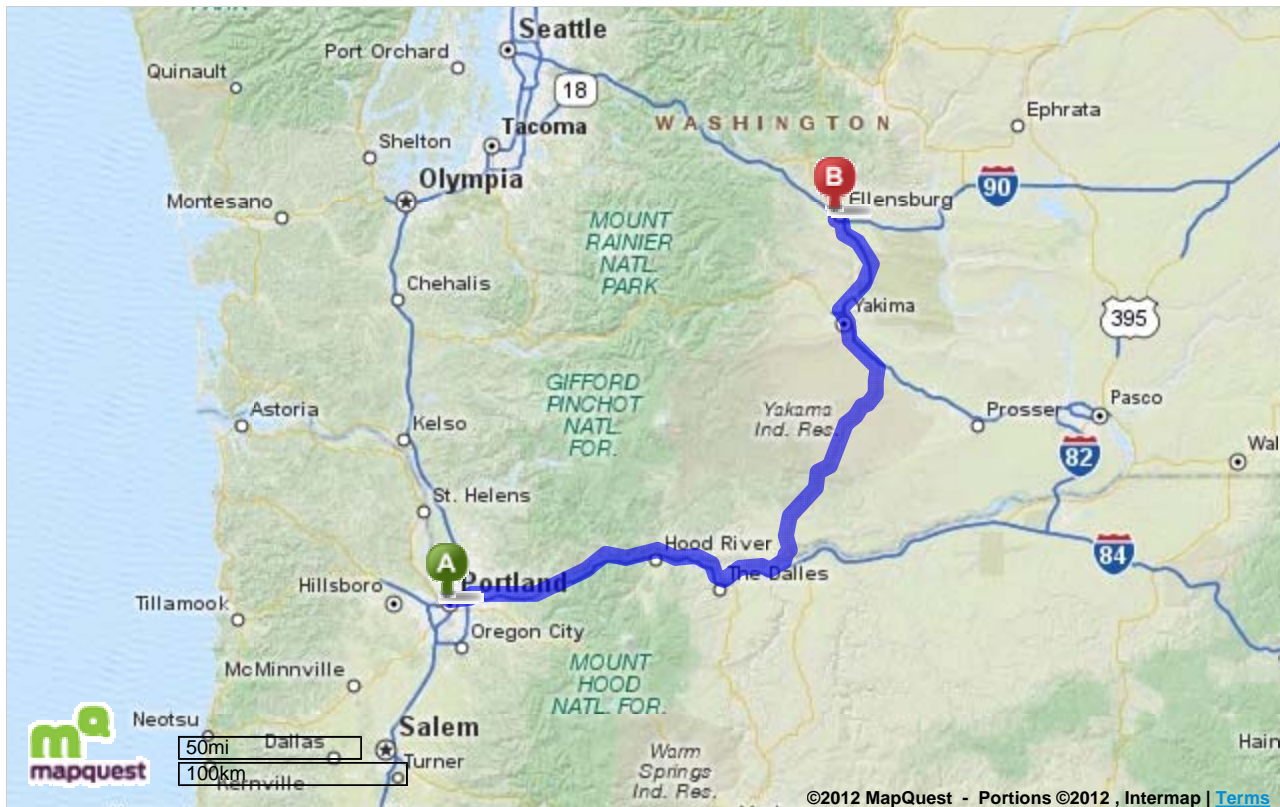 Seattle
Port Orchard
Quinault
18
Ephrata
WASHINGTON
Tacoma
Shelton
Olympia
B
90
Ellensburg
Montesano
MOUNT
RAINIER
NATL.
PARK
Chehalis
Yakima
395
GIFFORD
PINCHOT
NATL.
FOR.
Astoria
Kelso
Yakama
Ind. Res.
Prosser
Pasco
82
Wal
St. Helens
Hood River
84
A
Portland
The Dalles
Hillsboro
Tillamook
Oregon City
McMinnville
MOUNT
HOOD
NATL. FOR.
Neotsu
Salem
Dallas
50mi
Turner
100km
Kernville
Warm
Springs
Ind. Res.
Hain
mq
mapquest
©2012 MapQuest - Portions ©2012 , Intermap | Terms